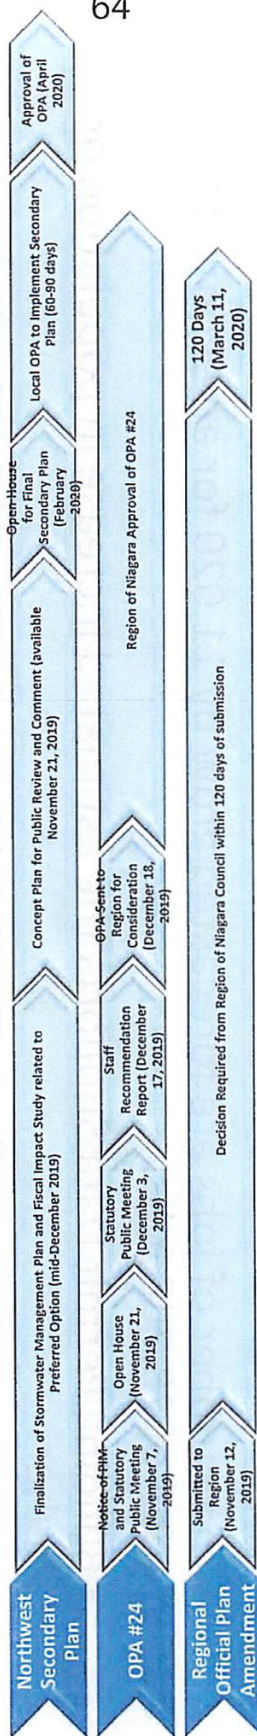 64
Northwest
Secondary
Plan
Finalization of Stormwater Management Plan and Fiscal Impact Study related to
Preferred Option (mid-December 2019)
Concept Plan for Public Review and Comment (available
November 21, 2019)
Open House
for Final
Secondary Plan
(February
2020)
Local OPA to Implement Secondary
Plan (60-90 days)
Approval of
OPA (April
2020)
OPA #24
Notice of PIM
and Statutory
Public Meeting
(November 7,
2019)
Open House
(November 21,
2019)
Statutory
Public Meeting
(December 3,
2019)
Staff
Recommendation
Report (December
17, 2019)
OPA Sent to
Region for
Consideration
(December 18,
2019)
Region of Niagara Approval of OPA #24
Regional
Official Plan
Amendment
Submitted to
Region
(November 12,
2019)
Decision Required from Region of Niagara Council within 120 days of submission
120 Days
(March 11,
2020)